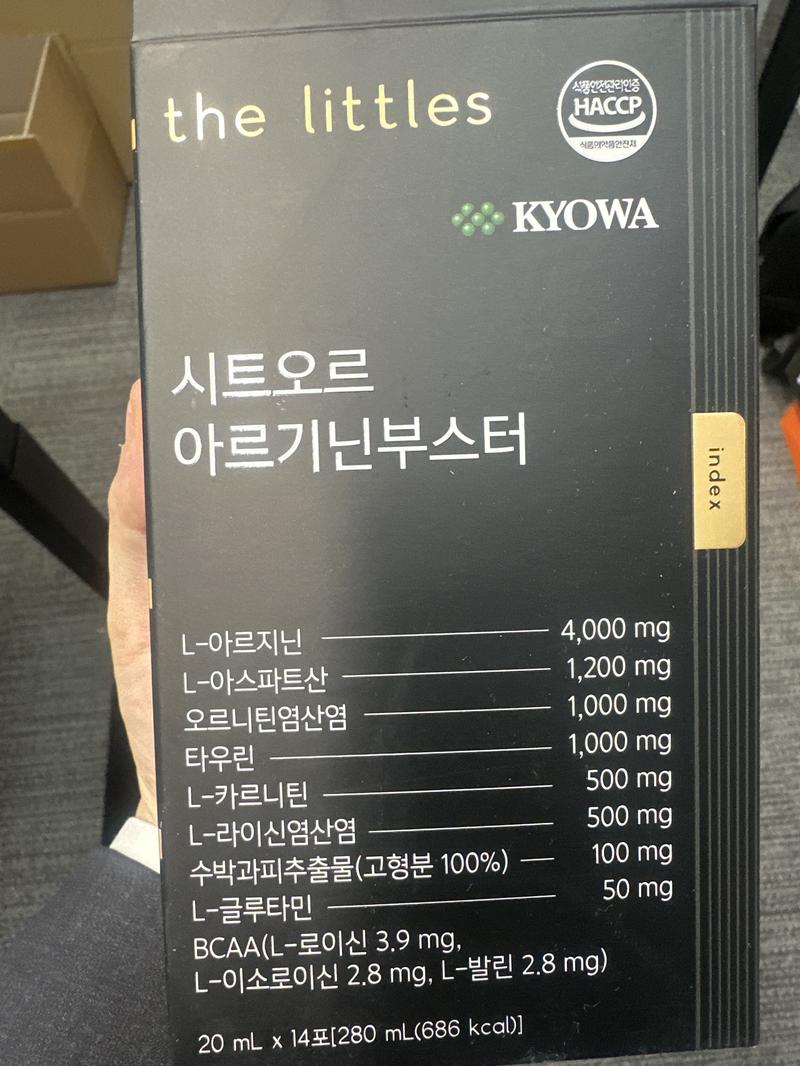 the littles
식품안전관리인증
HACCP
식품의약품안전처
KYOWA
시트오르
아르기닌부스터
index
L-아르지닌 4,000 mg
L-아스파트산 1,200 mg
오르니틴염산염 1,000 mg
타우린 1,000 mg
L-카르니틴 500 mg
L-라이신염산염 500 mg
수박과피추출물(고형분 100%) 100 mg
L-글루타민 50 mg
BCAA(L-로이신 3.9 mg,
L-이소로이신 2.8 mg, L-발린 2.8 mg)
20 mL x 14포[280 mL(686 kcal)]